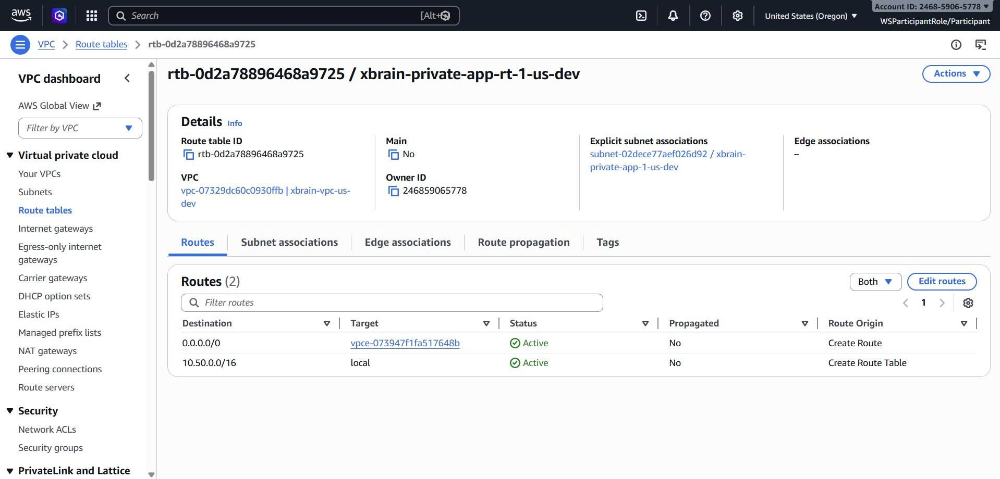 aws
Search
[Alt+S]
United States (Oregon)
Account ID: 2468-5906-5778
WSParticipantRole/Participant
VPC
Route tables
rtb-0d2a78896468a9725
VPC dashboard
AWS Global View
Filter by VPC
Virtual private cloud
Your VPCs
Subnets
Route tables
Internet gateways
Egress-only internet
gateways
Carrier gateways
DHCP option sets
Elastic IPs
Managed prefix lists
NAT gateways
Peering connections
Route servers
Security
Network ACLs
Security groups
PrivateLink and Lattice
rtb-0d2a78896468a9725 / xbrain-private-app-rt-1-us-dev
Actions
Details Info
Route table ID
rtb-0d2a78896468a9725
VPC
vpc-07329dc60c0930ffb | xbrain-vpc-us-
dev
Main
No
Owner ID
246859065778
Explicit subnet associations
subnet-02dece77aef026d92 / xbrain-
private-app-1-us-dev
Edge associations
–
Routes Subnet associations Edge associations Route propagation Tags
Routes (2)
Both
Edit routes
Filter routes
1
Destination Target Status Propagated Route Origin
0.0.0.0/0 vpce-073947f1fa517648b Active No Create Route
10.50.0.0/16 local Active No Create Route Table